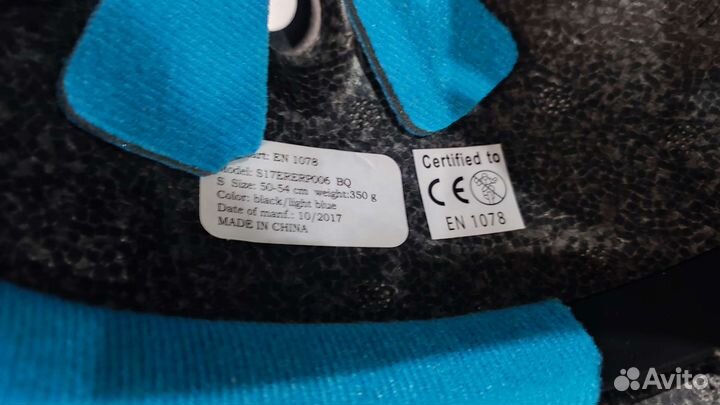 art: EN 1078
Model: S17ERERP006 BQ
S Size: 50-54 cm weight:350 g
Color: black/light blue
Date of manf.: 10/2017
MADE IN CHINA
Certified to
CE
EN 1078
Avito